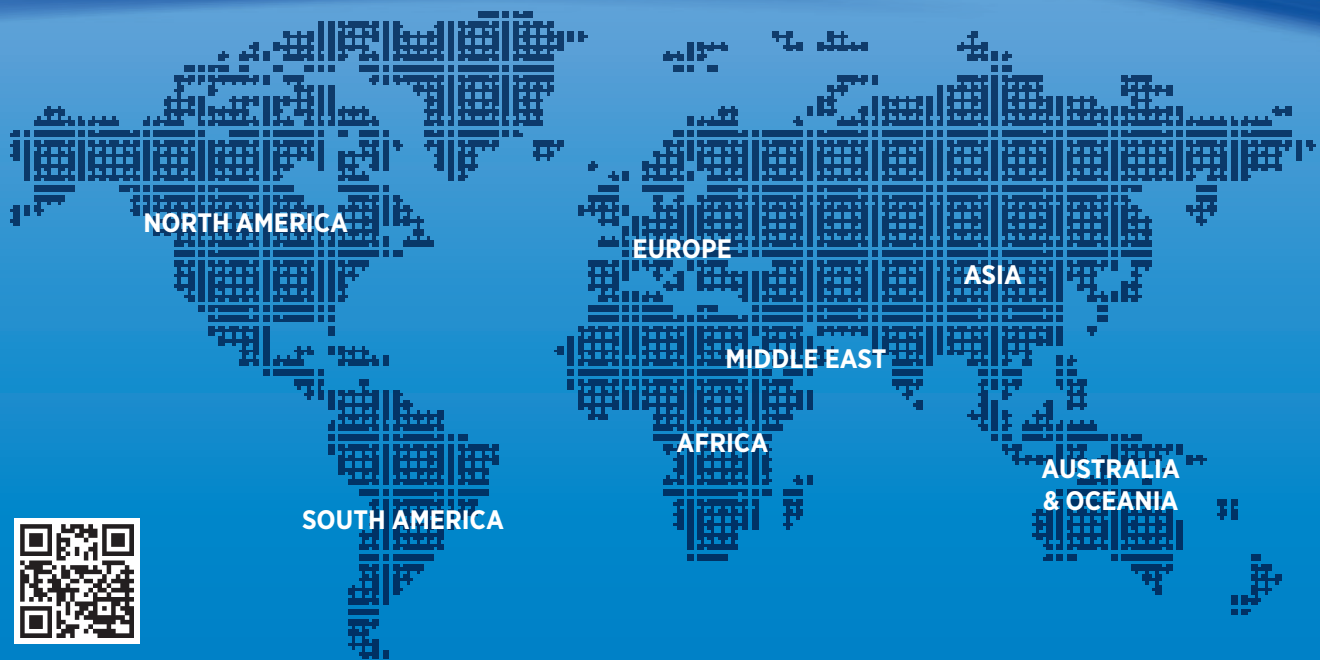 NORTH AMERICA
EUROPE
ASIA
MIDDLE EAST
AFRICA
AUSTRALIA
& OCEANIA
SOUTH AMERICA